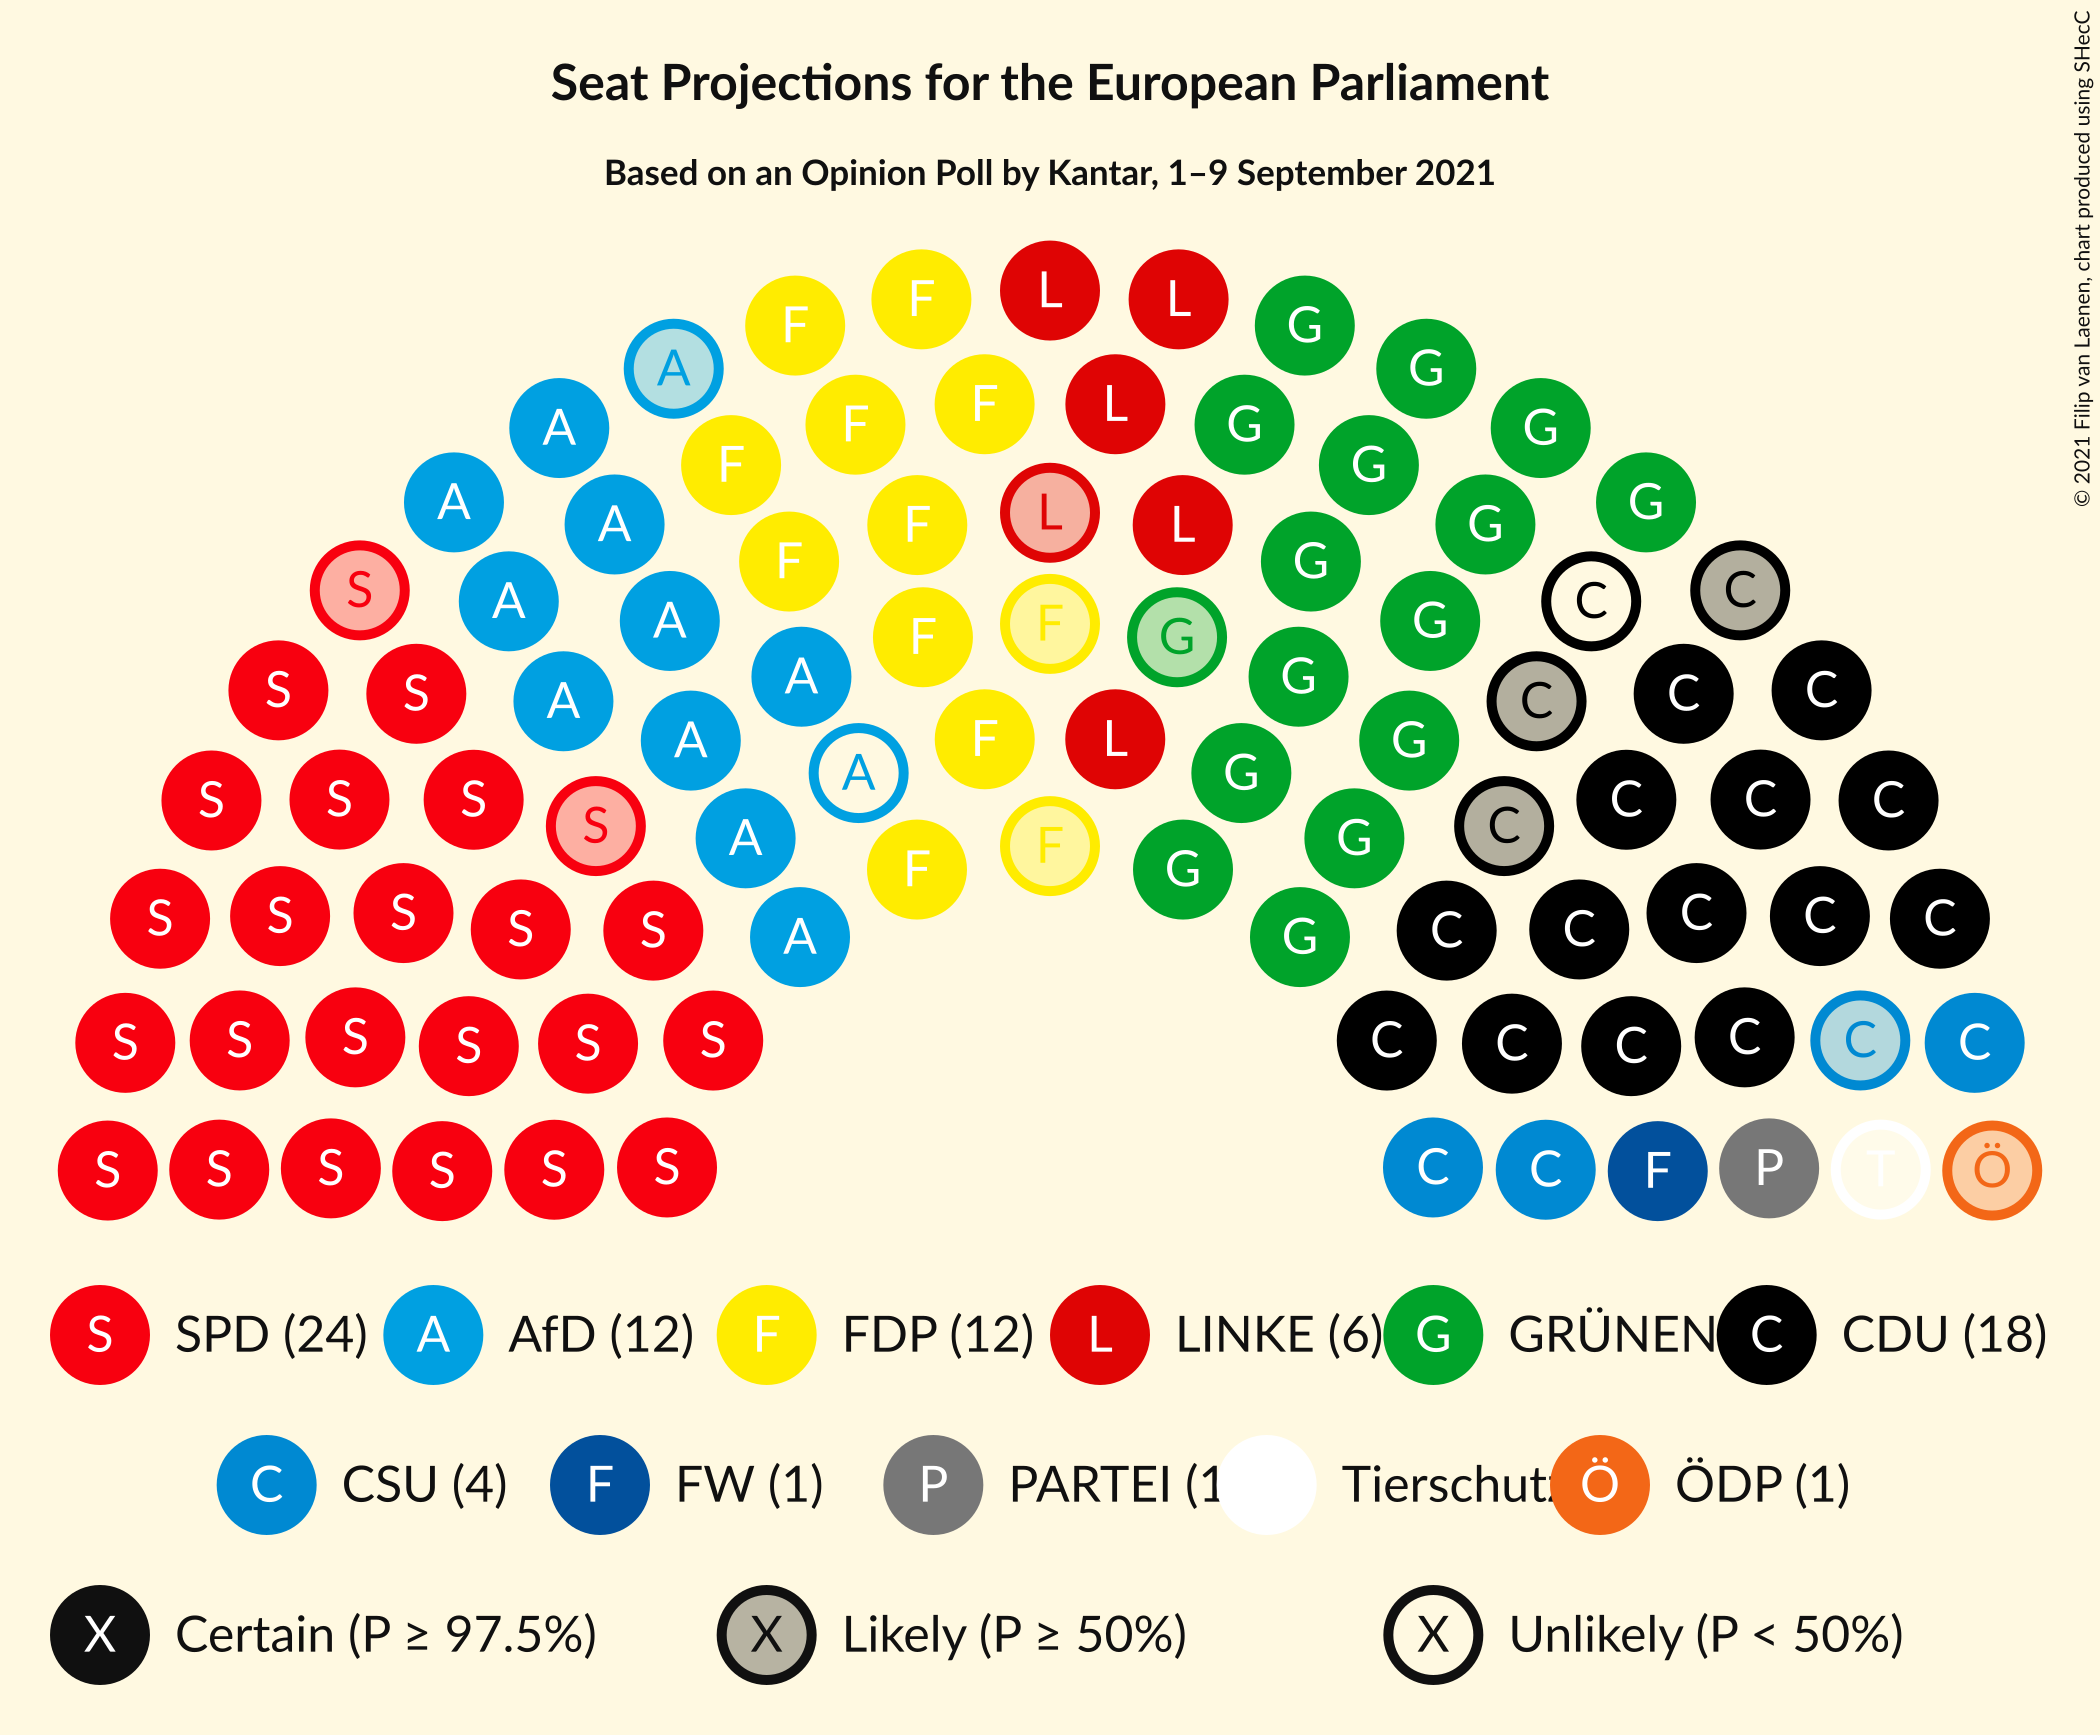 Seat Projections for the European Parliament
Based on an Opinion Poll by Kantar, 1–9 September 2021
© 2021 Filip van Laenen, chart produced using SHecC
L
F L
F G
A F G
F L
A F G G
F G
A G
L
A F F L G G
A G
F G
S A C C
A F G
A G G
F
S S A A G C C C
A F L G
S S S A G C C C
S A G C
F
F G
S S S S S A G C C C C C
S S S S S S C C C C C C
S S S S S S C C F P T Ö
S SPD (24) A AfD (12) F FDP (12) L LINKE (6) G GRÜNEN C CDU (18)
C CSU (4) F FW (1) P PARTEI (1 Tierschutz Ö ÖDP (1)
X Certain (P ≥ 97.5%) X Likely (P ≥ 50%) X Unlikely (P < 50%)